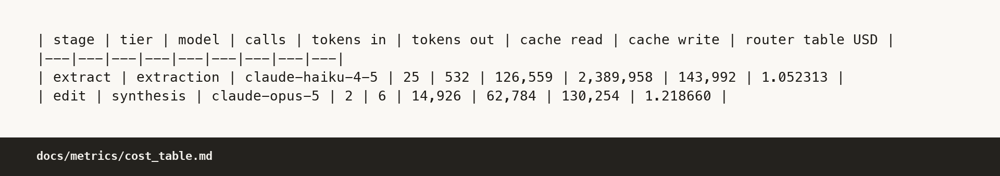 | stage | tier | model | calls | tokens in | tokens out | cache read | cache write | router table USD |
|---|---|---|---|---|---|---|---|---|
| extract | extraction | claude-haiku-4-5 | 25 | 532 | 126,559 | 2,389,958 | 143,992 | 1.052313 |
| edit | synthesis | claude-opus-5 | 2 | 6 | 14,926 | 62,784 | 130,254 | 1.218660 |
docs/metrics/cost_table.md